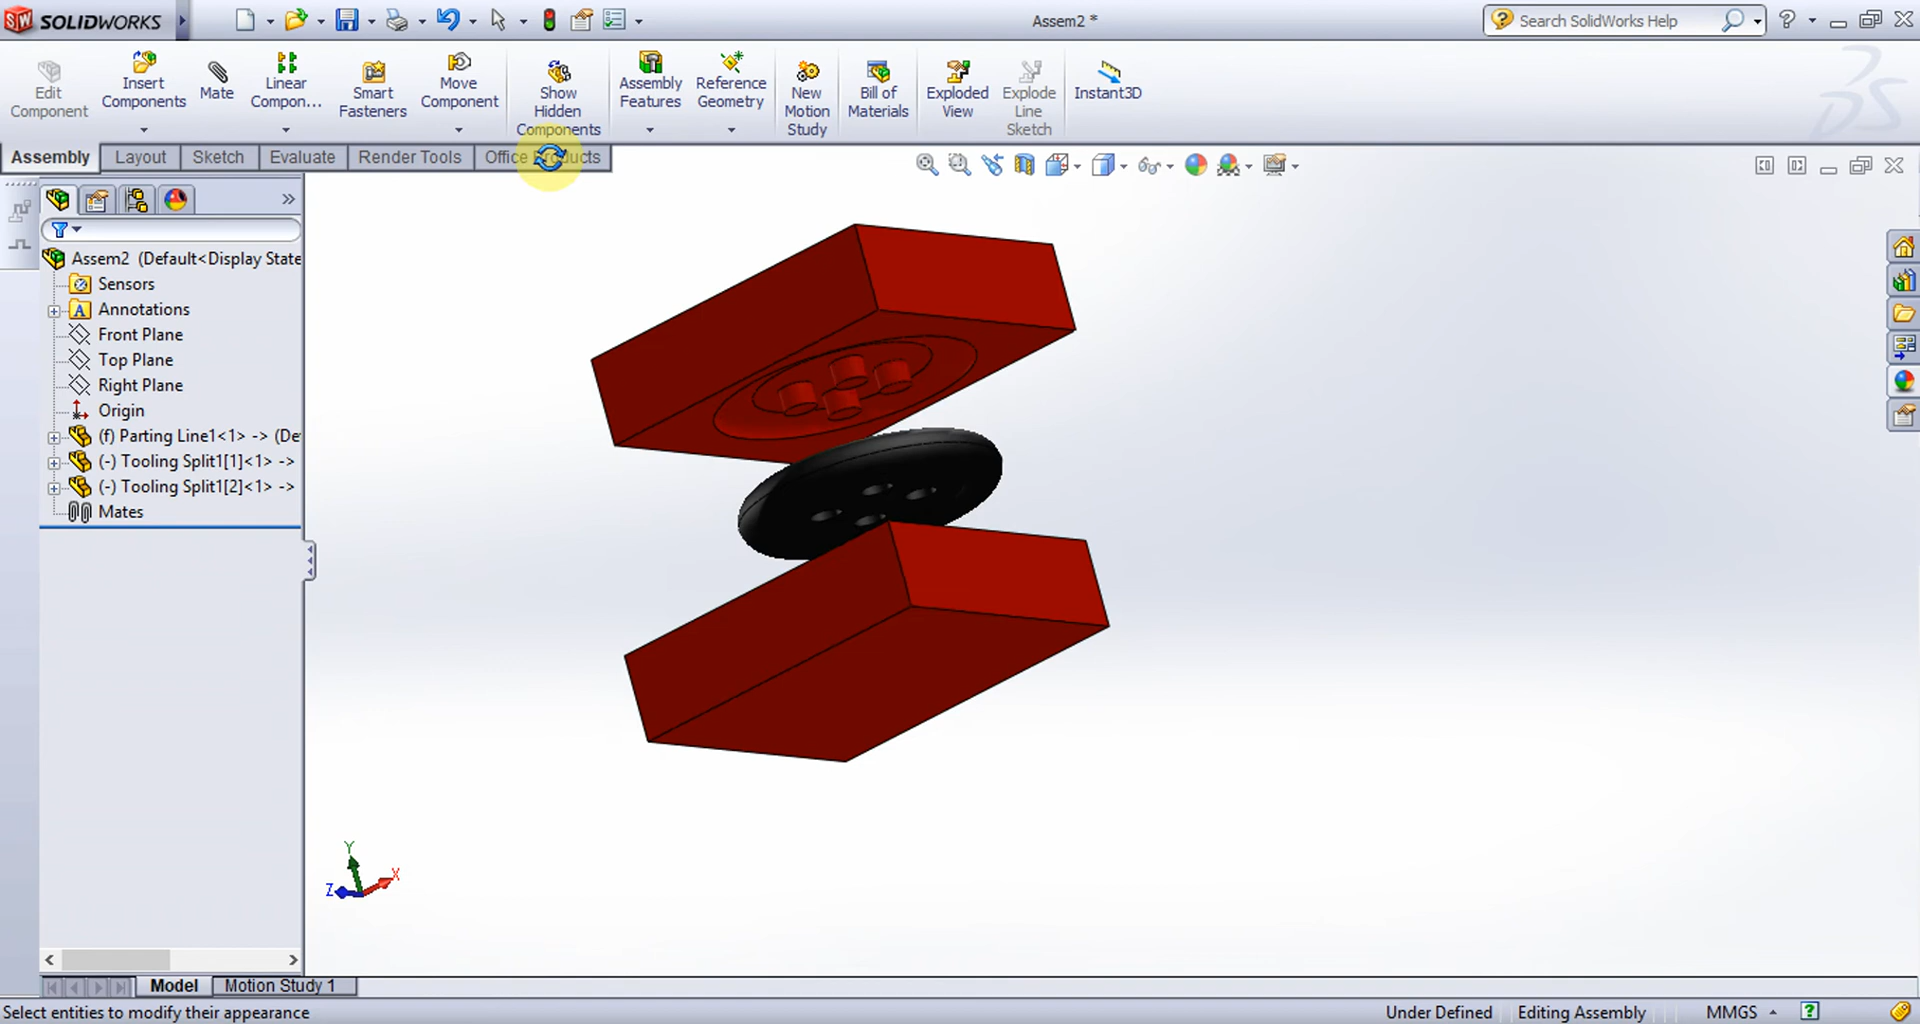 SOLIDWORKS
Assem2 *
Search SolidWorks Help
Edit Component
Insert Components
Mate
Linear Compon...
Smart Fasteners
Move Component
Show Hidden Components
Assembly Features
Reference Geometry
New Motion Study
Bill of Materials
Exploded View
Explode Line Sketch
Instant3D
Assembly
Layout
Sketch
Evaluate
Render Tools
Office Products
Assem2 (Default<Display State
Sensors
Annotations
Front Plane
Top Plane
Right Plane
Origin
(f) Parting Line1<1> -> (De
(-) Tooling Split1[1]<1> ->
(-) Tooling Split1[2]<1> ->
Mates
Y
X
Z
Model
Motion Study 1
Select entities to modify their appearance
Under Defined
Editing Assembly
MMGS